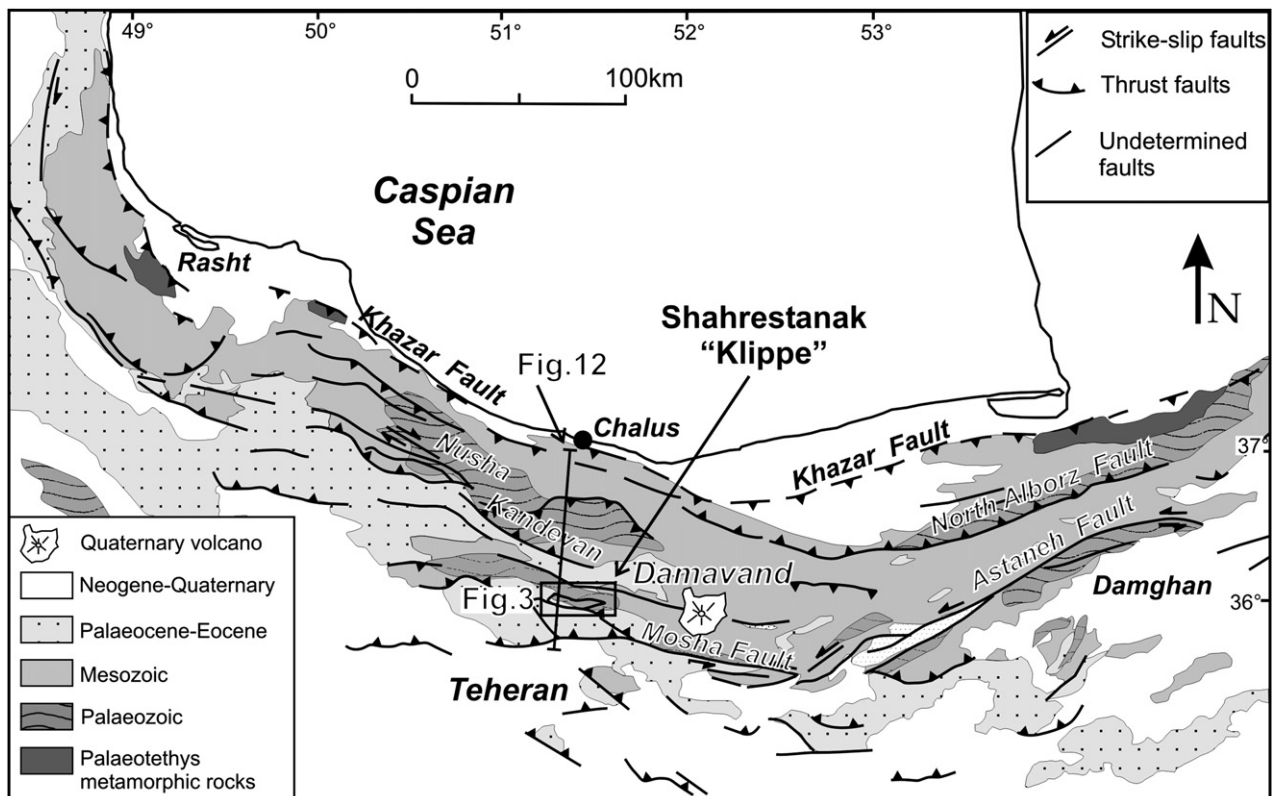 49°
50°
51°
52°
53°
0
100km
Strike-slip faults
Thrust faults
Undetermined
faults
Caspian
Sea
N
Rasht
Khazar Fault
Shahrestanak
“Klippe”
Fig.12
Chalus
Khazar Fault
37°
North Alborz Fault
Nusha
Kandevan
Astaneh Fault
Damavand
Damghan
36°
Fig.3
Mosha Fault
Teheran
Quaternary volcano
Neogene-Quaternary
Palaeocene-Eocene
Mesozoic
Palaeozoic
Palaeotethys
metamorphic rocks